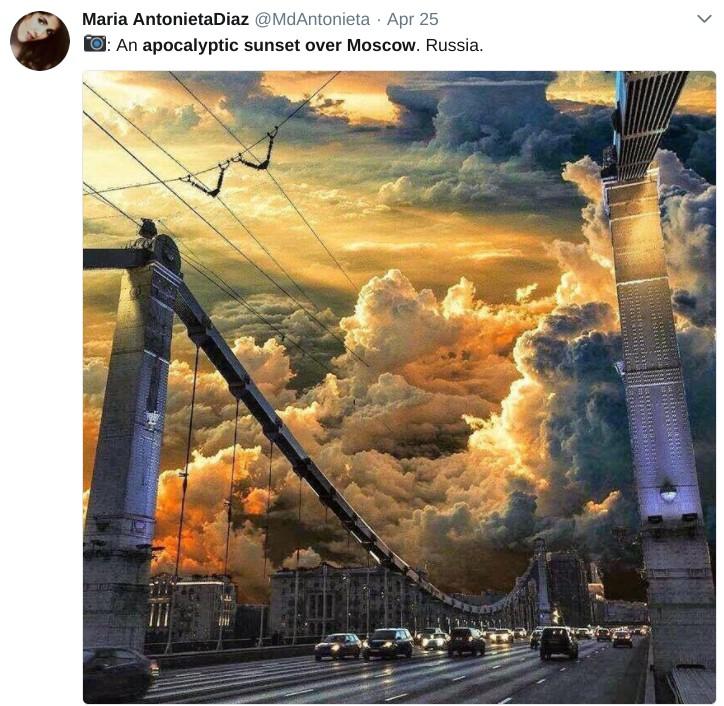 Maria AntonietaDiaz @MdAntonieta · Apr 25
📷: An apocalyptic sunset over Moscow. Russia.